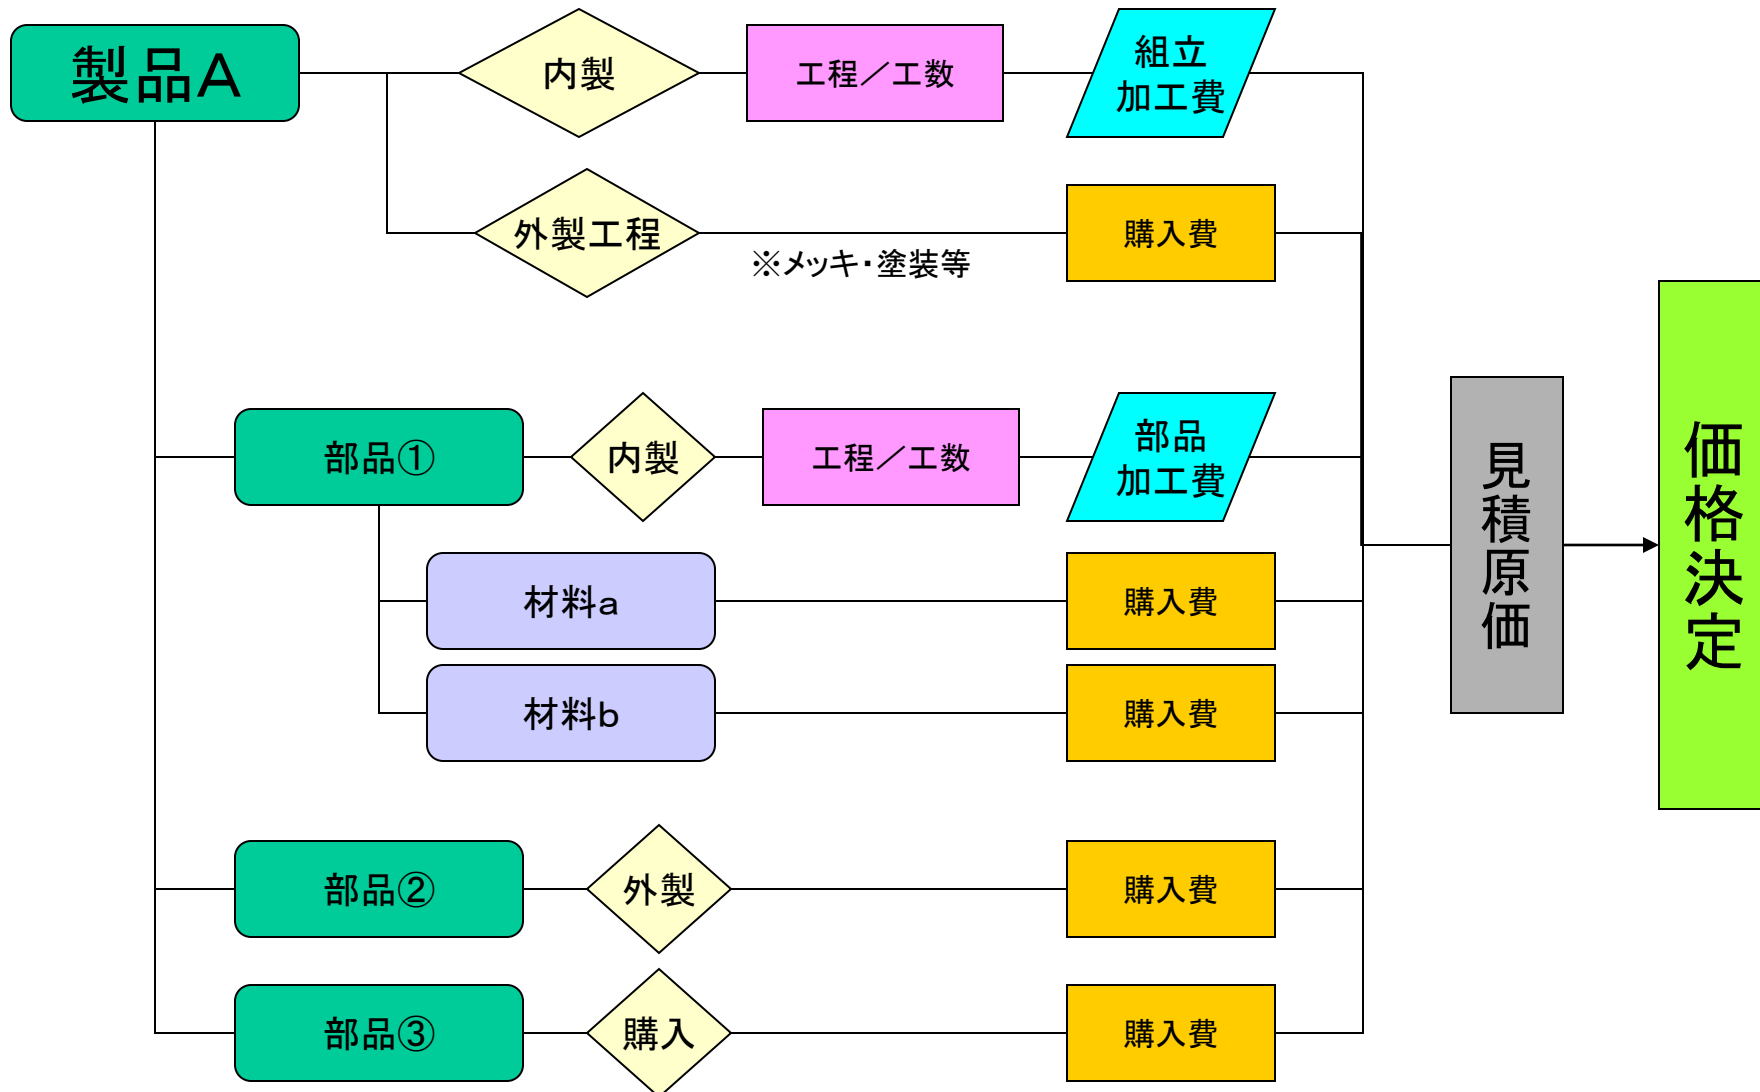 製品A
内製
工程／工数
組立
加工費
外製工程
※メッキ・塗装等
購入費
部品①
内製
工程／工数
部品
加工費
材料a
購入費
材料b
購入費
部品②
外製
購入費
部品③
購入
購入費
見積原価
価格決定